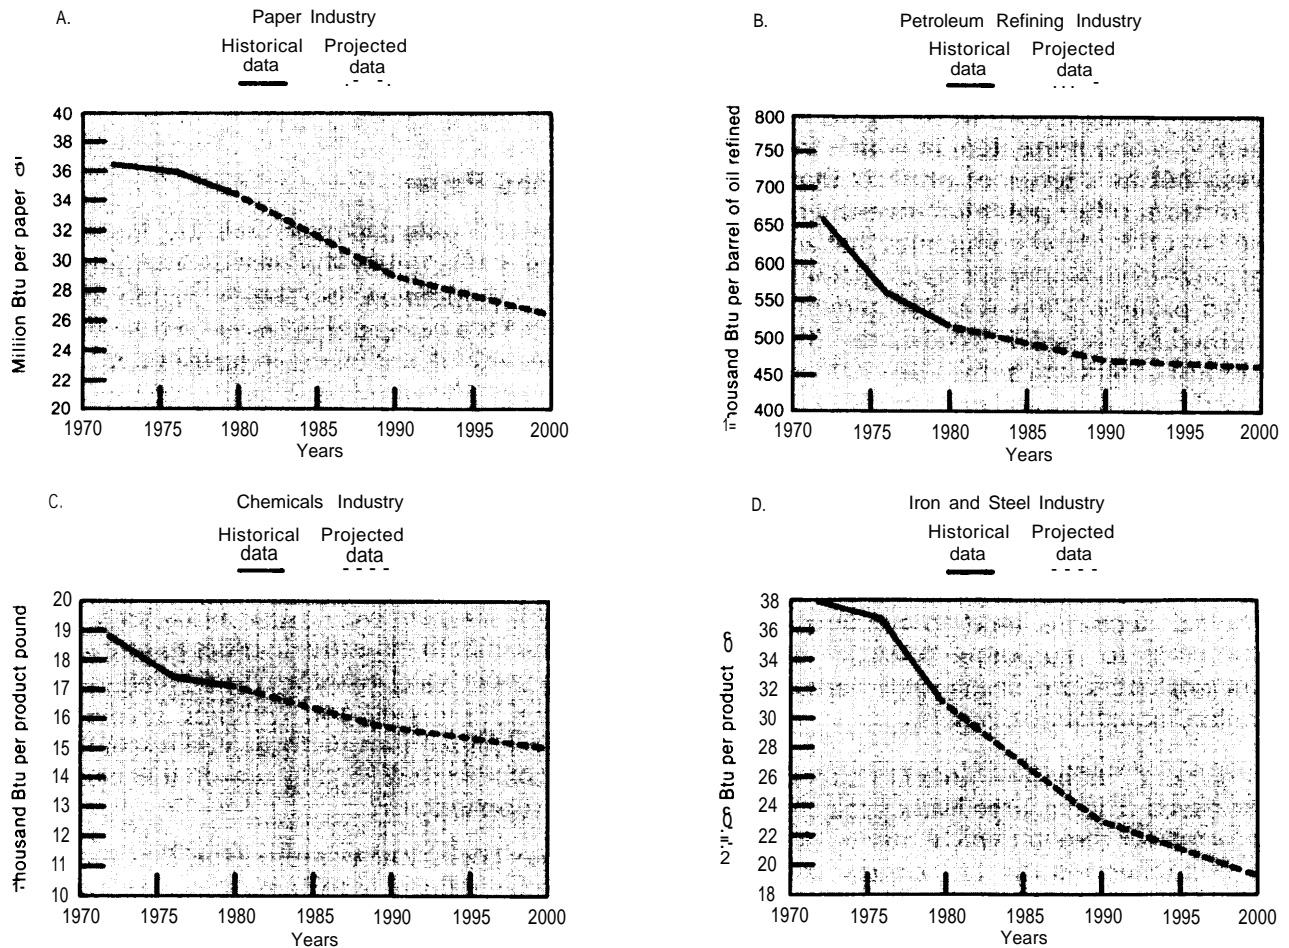 A.
Paper Industry
Historical data
Projected data
Million Btu per paper
40
38
36
34
32
30
28
26
24
22
20
1970 1975 1980 1985 1990 1995 2000
Years
B.
Petroleum Refining Industry
Historical data
Projected data
housand Btu per barrel of oil refined
800
750
700
650
600
550
500
450
400
1970 1975 1980 1985 1990 1995 2000
Years
C.
Chemicals Industry
Historical data
Projected data
housand Btu per product pound
20
19
18
17
16
15
14
13
12
11
10
1970 1975 1980 1985 1990 1995 2000
Years
D.
Iron and Steel Industry
Historical data
Projected data
Btu per product
38
36
34
32
30
28
26
24
22
20
18
1970 1975 1980 1985 1990 1995 2000
Years